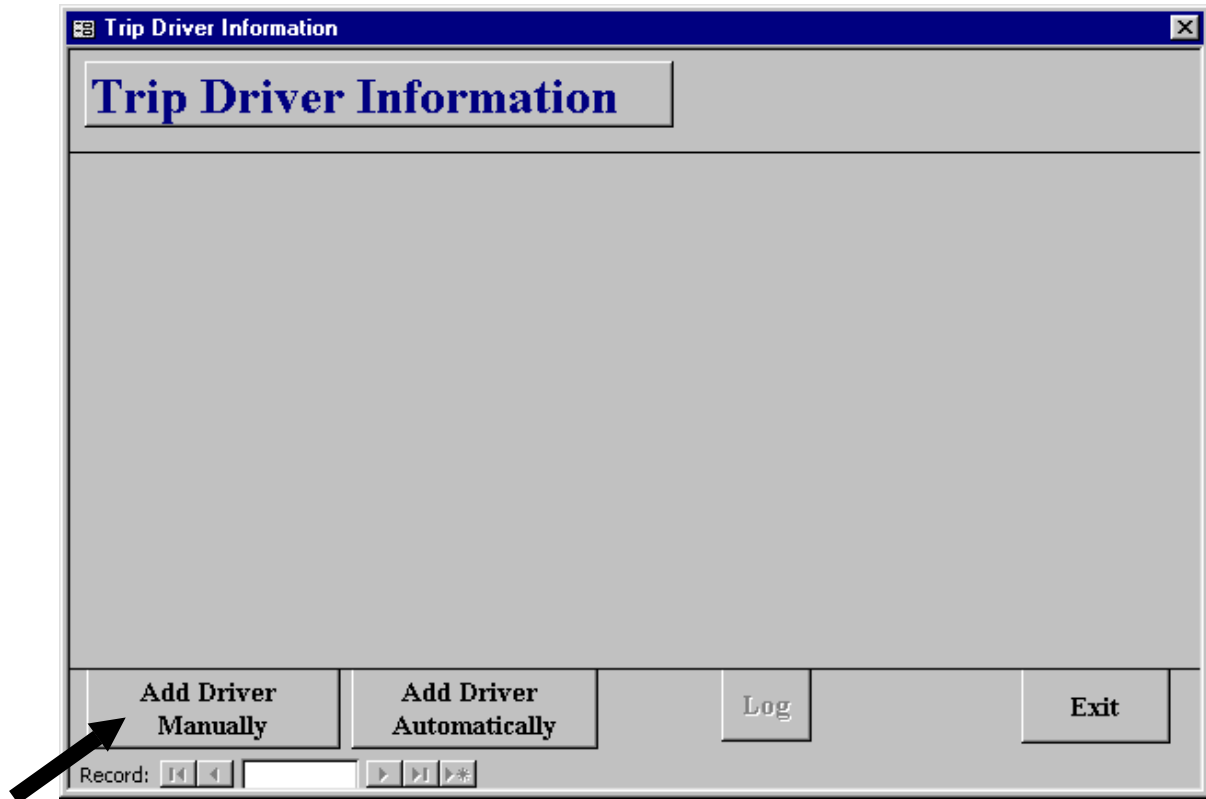 Trip Driver Information
Trip Driver Information
Add Driver
Manually
Add Driver
Automatically
Log
Exit
Record: